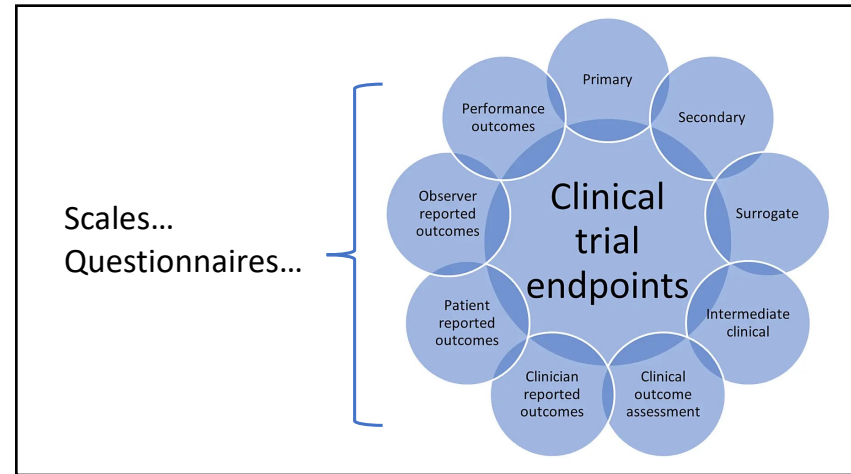 Scales…
Questionnaires…
Clinical
trial
endpoints
Primary
Secondary
Surrogate
Intermediate
clinical
Clinical
outcome
assessment
Clinician
reported
outcomes
Patient
reported
outcomes
Observer
reported
outcomes
Performance
outcomes